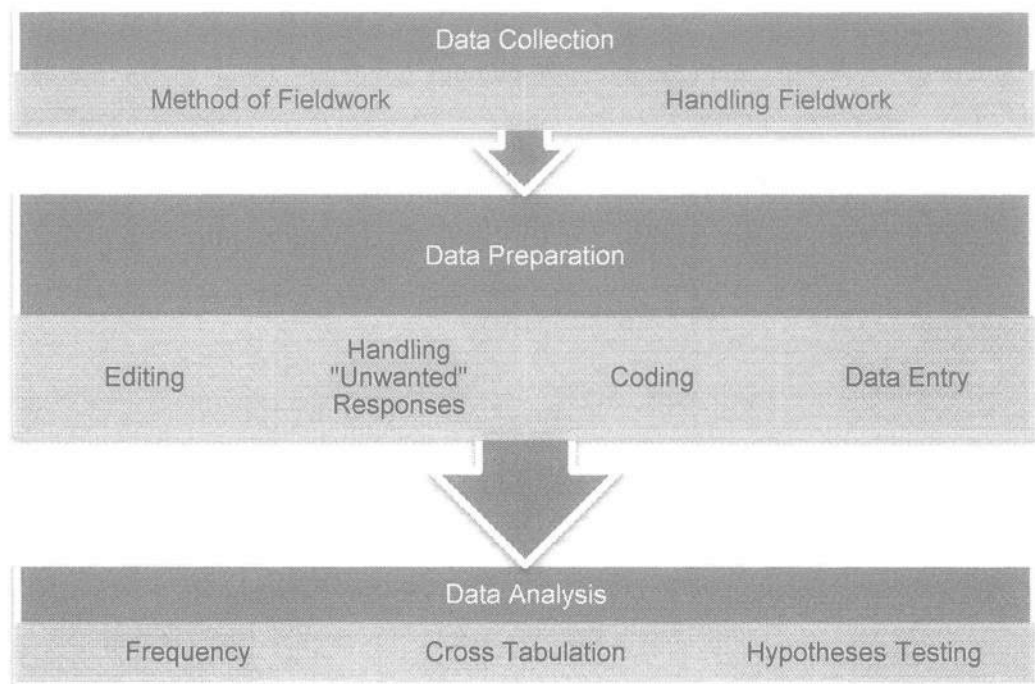 Data Collection
Method of Fieldwork
Handling Fieldwork
Data Preparation
Editing
Handling
"Unwanted"
Responses
Coding
Data Entry
Data Analysis
Frequency
Cross Tabulation
Hypotheses Testing